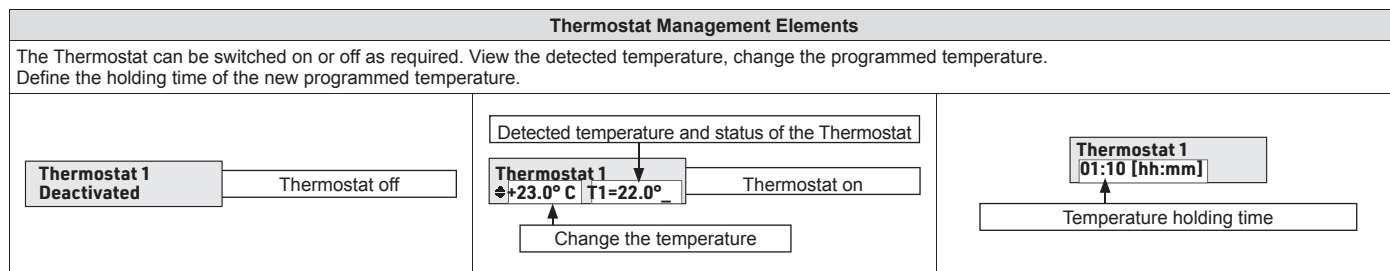 Thermostat Management Elements
The Thermostat can be switched on or off as required. View the detected temperature, change the programmed temperature.
Define the holding time of the new programmed temperature.
Thermostat 1
Deactivated
Thermostat off
Detected temperature and status of the Thermostat
Thermostat 1
+23.0° C T1=22.0°_
Thermostat on
Change the temperature
Thermostat 1
01:10 [hh:mm]
Temperature holding time